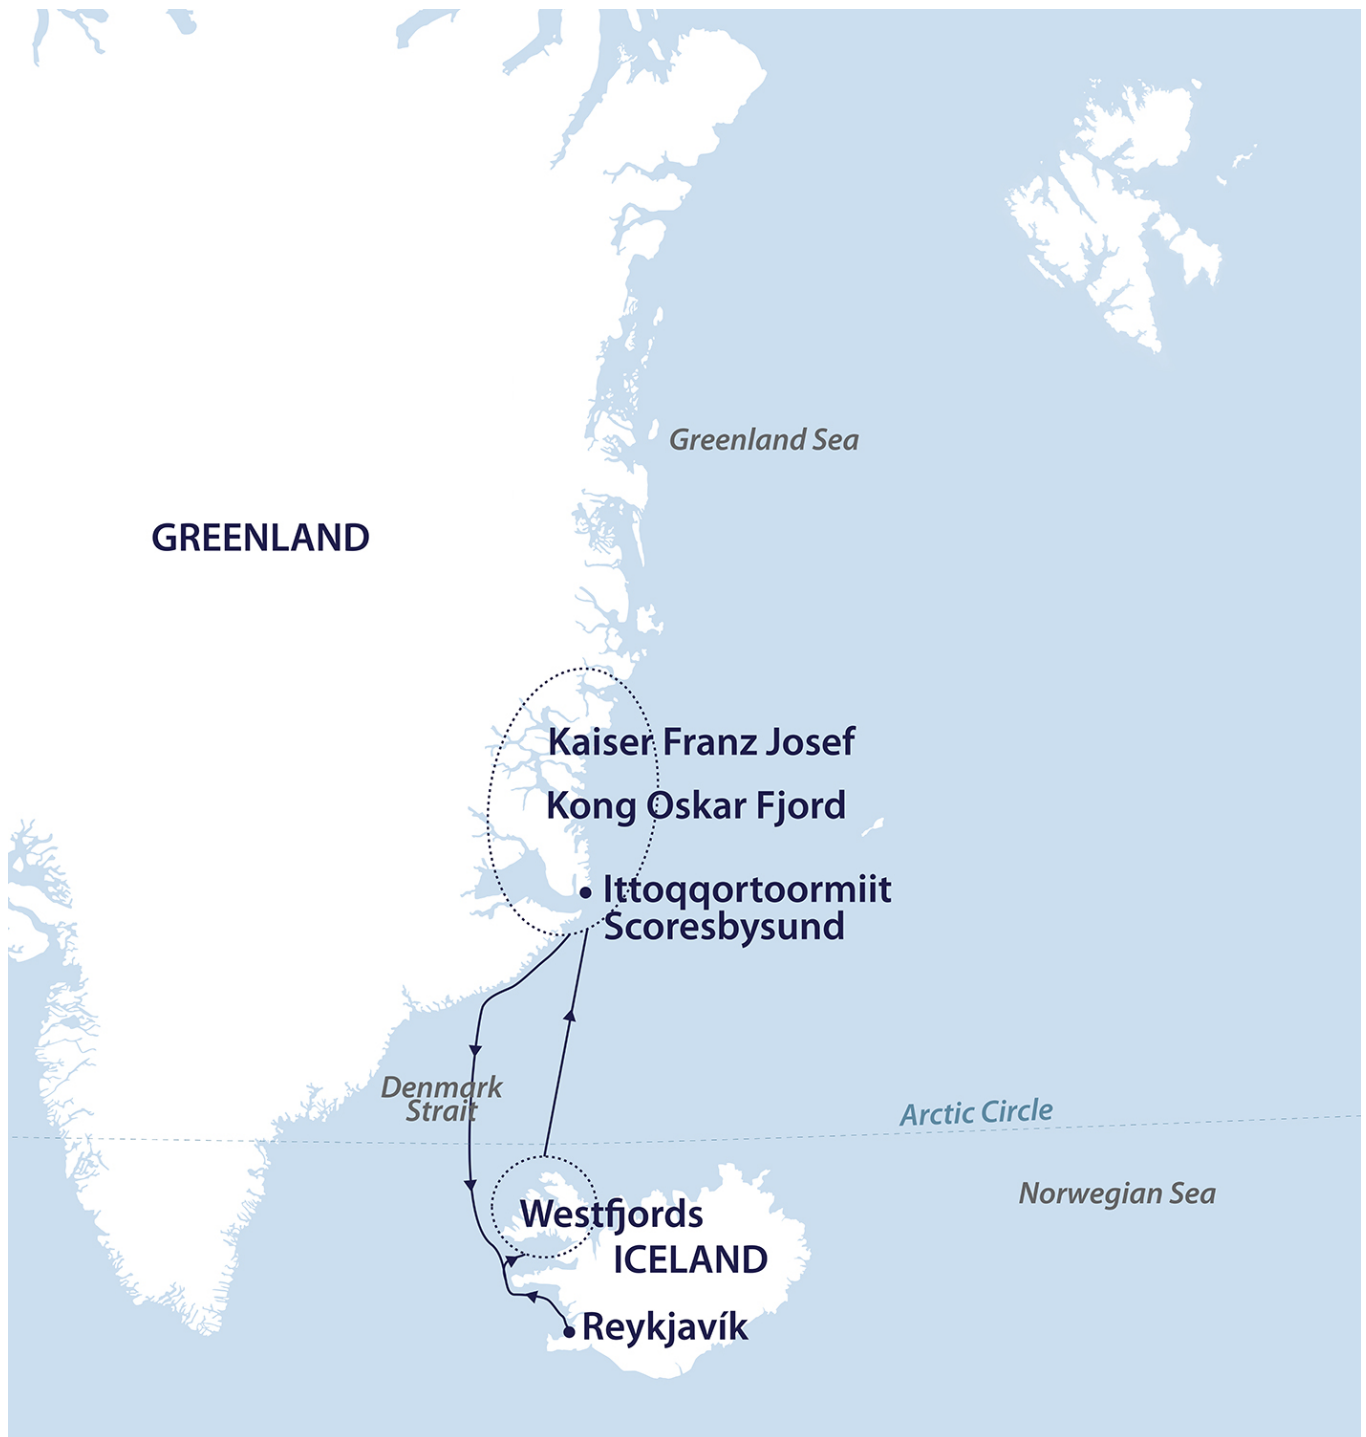 Greenland Sea
GREENLAND
Kaiser Franz Josef
Kong Oskar Fjord
Ittoqqortoormiit
Scoresbysund
Denmark
Strait
Arctic Circle
Norwegian Sea
Westfjords
ICELAND
Reykjavík